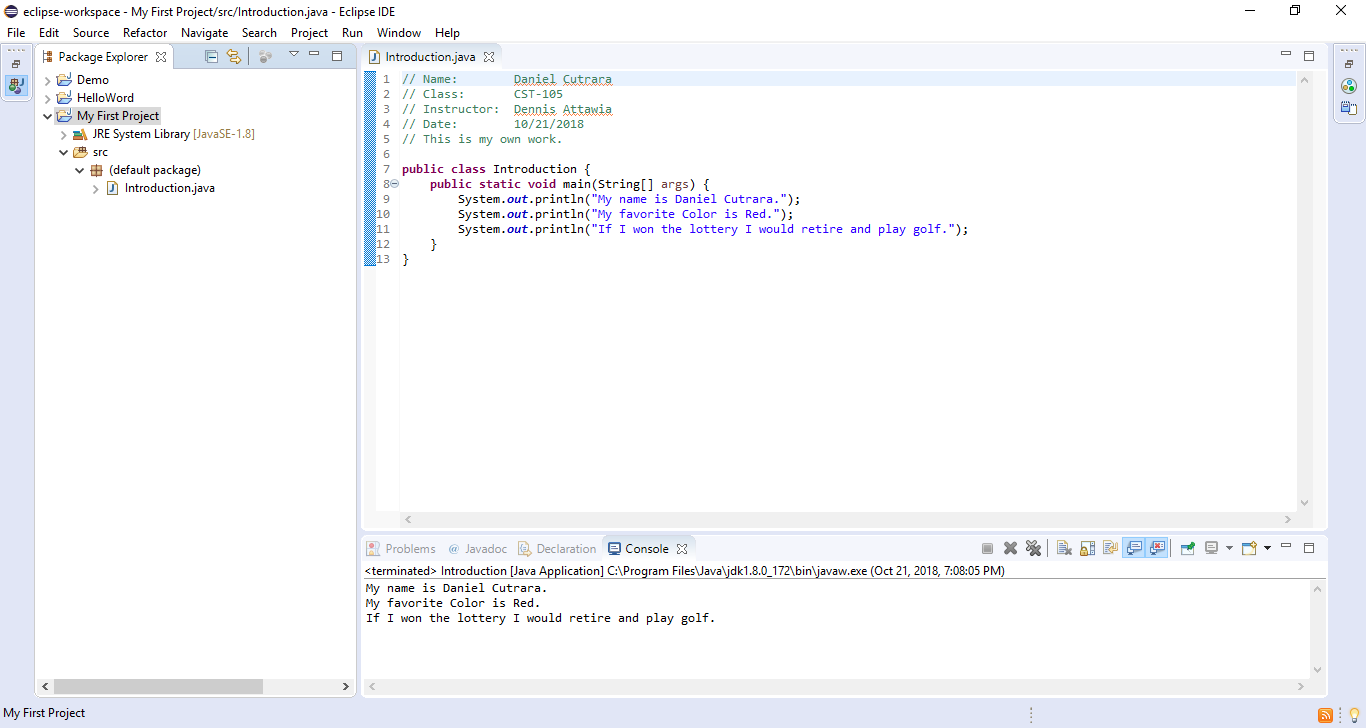 eclipse-workspace - My First Project/src/Introduction.java - Eclipse IDE
File Edit Source Refactor Navigate Search Project Run Window Help
Package Explorer
Demo
HelloWord
My First Project
JRE System Library [JavaSE-1.8]
src
(default package)
Introduction.java
Introduction.java
1 // Name:        Daniel Cutrara
2 // Class:       CST-105
3 // Instructor:  Dennis Attawia
4 // Date:        10/21/2018
5 // This is my own work.
6
7 public class Introduction {
8     public static void main(String[] args) {
9         System.out.println("My name is Daniel Cutrara.");
10         System.out.println("My favorite Color is Red.");
11         System.out.println("If I won the lottery I would retire and play golf.");
12     }
13 }
Problems @ Javadoc Declaration Console
<terminated> Introduction [Java Application] C:\Program Files\Java\jdk1.8.0_172\bin\javaw.exe (Oct 21, 2018, 7:08:05 PM)
My name is Daniel Cutrara.
My favorite Color is Red.
If I won the lottery I would retire and play golf.
My First Project